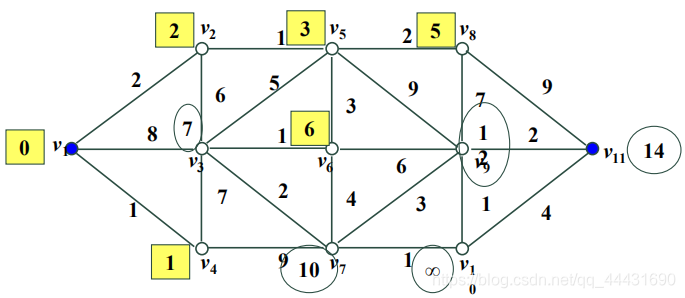 2 v2 1 3 v5 2 5 v8
2 6 5 3 9 7 9
0 v1 8 7 v3 1 6 v6 6 12 v9 2 v11 14
1 7 2 4 3 1 4
1 v4 9 10 v7 1 ∞ v10
https://blog.csdn.net/qq_44431690